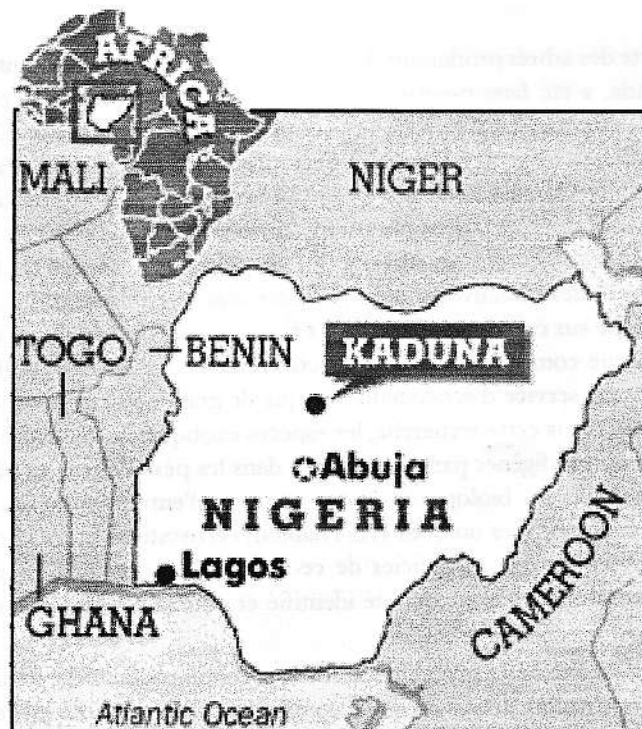 AFRICA
MALI
NIGER
TOGO
BENIN
KADUNA
Abuja
NIGERIA
Lagos
GHANA
CAMEROON
Atlantic Ocean